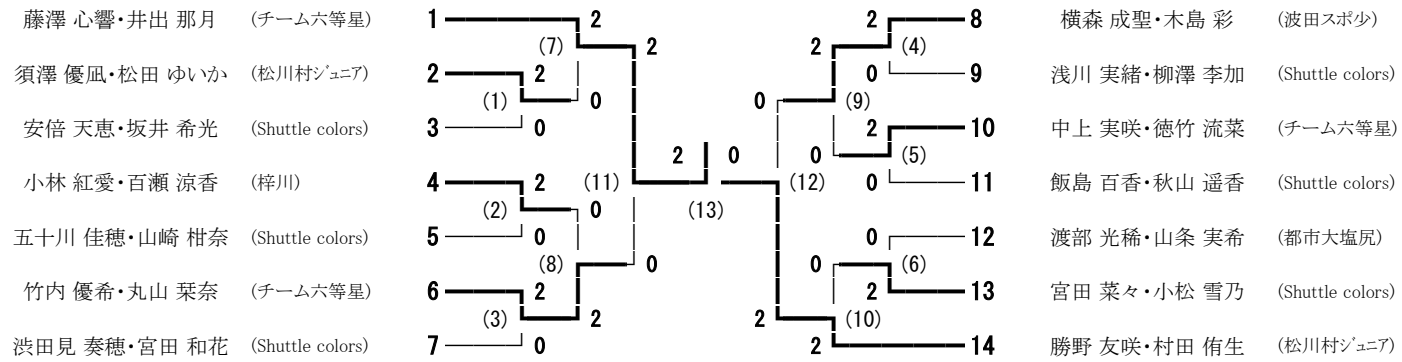 藤澤 心響・井出 那月 (チーム六等星) 1 2 2 8 横森 成聖・木島 彩 (波田スポ少)
(7) 2 2 (4)
須澤 優凪・松田 ゆいか (松川村ジュニア) 2 2 0 9 浅川 実緒・柳澤 李加 (Shuttle colors)
(1) 0 0 (9)
安倍 天恵・坂井 希光 (Shuttle colors) 3 0 2 10 中上 実咲・徳竹 流菜 (チーム六等星)
2 0 0 (5)
小林 紅愛・百瀬 涼香 (梓川) 4 2 (11) (12) 0 11 飯島 百香・秋山 遥香 (Shuttle colors)
(2) 0 (13)
五十川 佳穂・山崎 柑奈 (Shuttle colors) 5 0 0 12 渡部 光稀・山条 実希 (都市大塩尻)
(8) 0 0 (6)
竹内 優希・丸山 栞奈 (チーム六等星) 6 2 2 13 宮田 菜々・小松 雪乃 (Shuttle colors)
(3) 2 2 (10)
渋田見 奏穂・宮田 和花 (Shuttle colors) 7 0 2 14 勝野 友咲・村田 侑生 (松川村ジュニア)